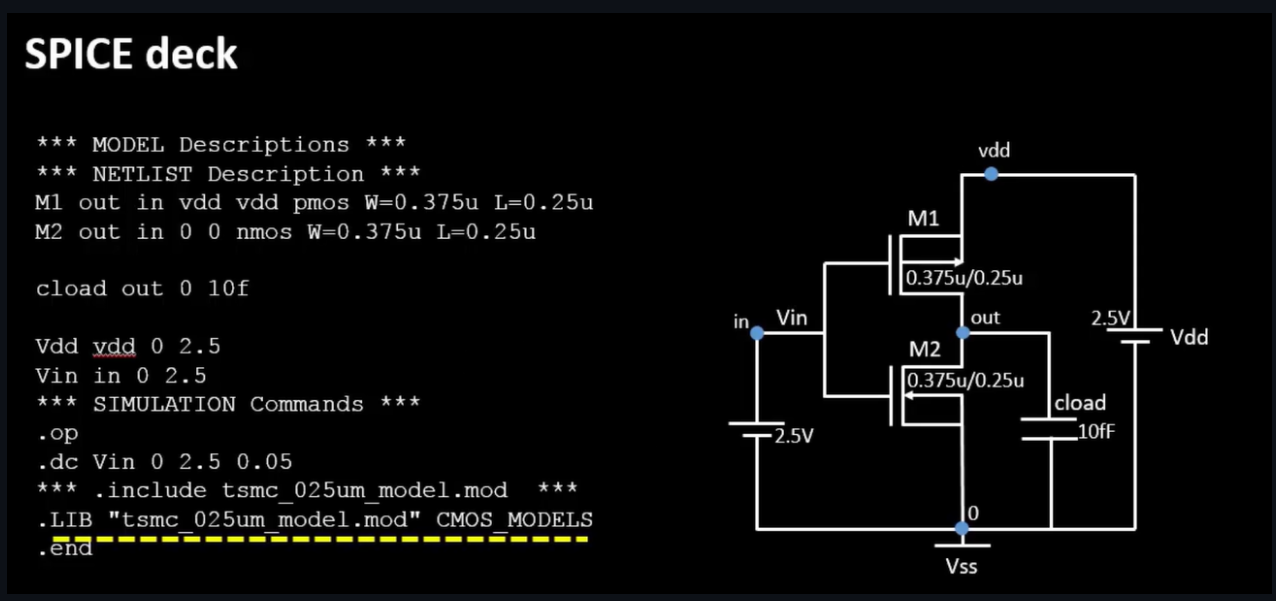 SPICE deck
*** MODEL Descriptions ***
*** NETLIST Description ***
M1 out in vdd vdd pmos W=0.375u L=0.25u
M2 out in 0 0 nmos W=0.375u L=0.25u
cload out 0 10f
Vdd vdd 0 2.5
Vin in 0 2.5
*** SIMULATION Commands ***
.op
.dc Vin 0 2.5 0.05
*** .include tsmc_025um_model.mod ***
.LIB "tsmc_025um_model.mod" CMOS_MODELS
.end
vdd
M1
0.375u/0.25u
in
Vin
out
2.5V
Vdd
M2
0.375u/0.25u
cload
10fF
2.5V
0
Vss